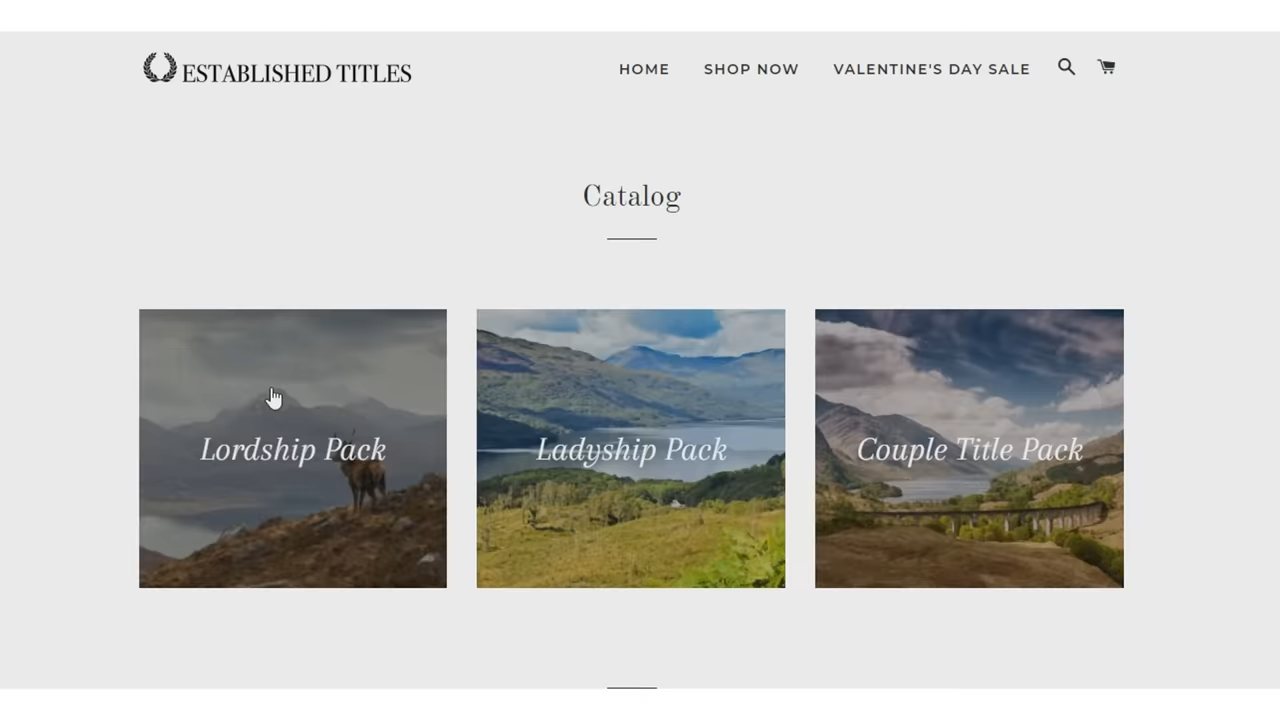 ESTABLISHED TITLES
HOME SHOP NOW VALENTINE'S DAY SALE
Catalog
Lordship Pack
Ladyship Pack
Couple Title Pack